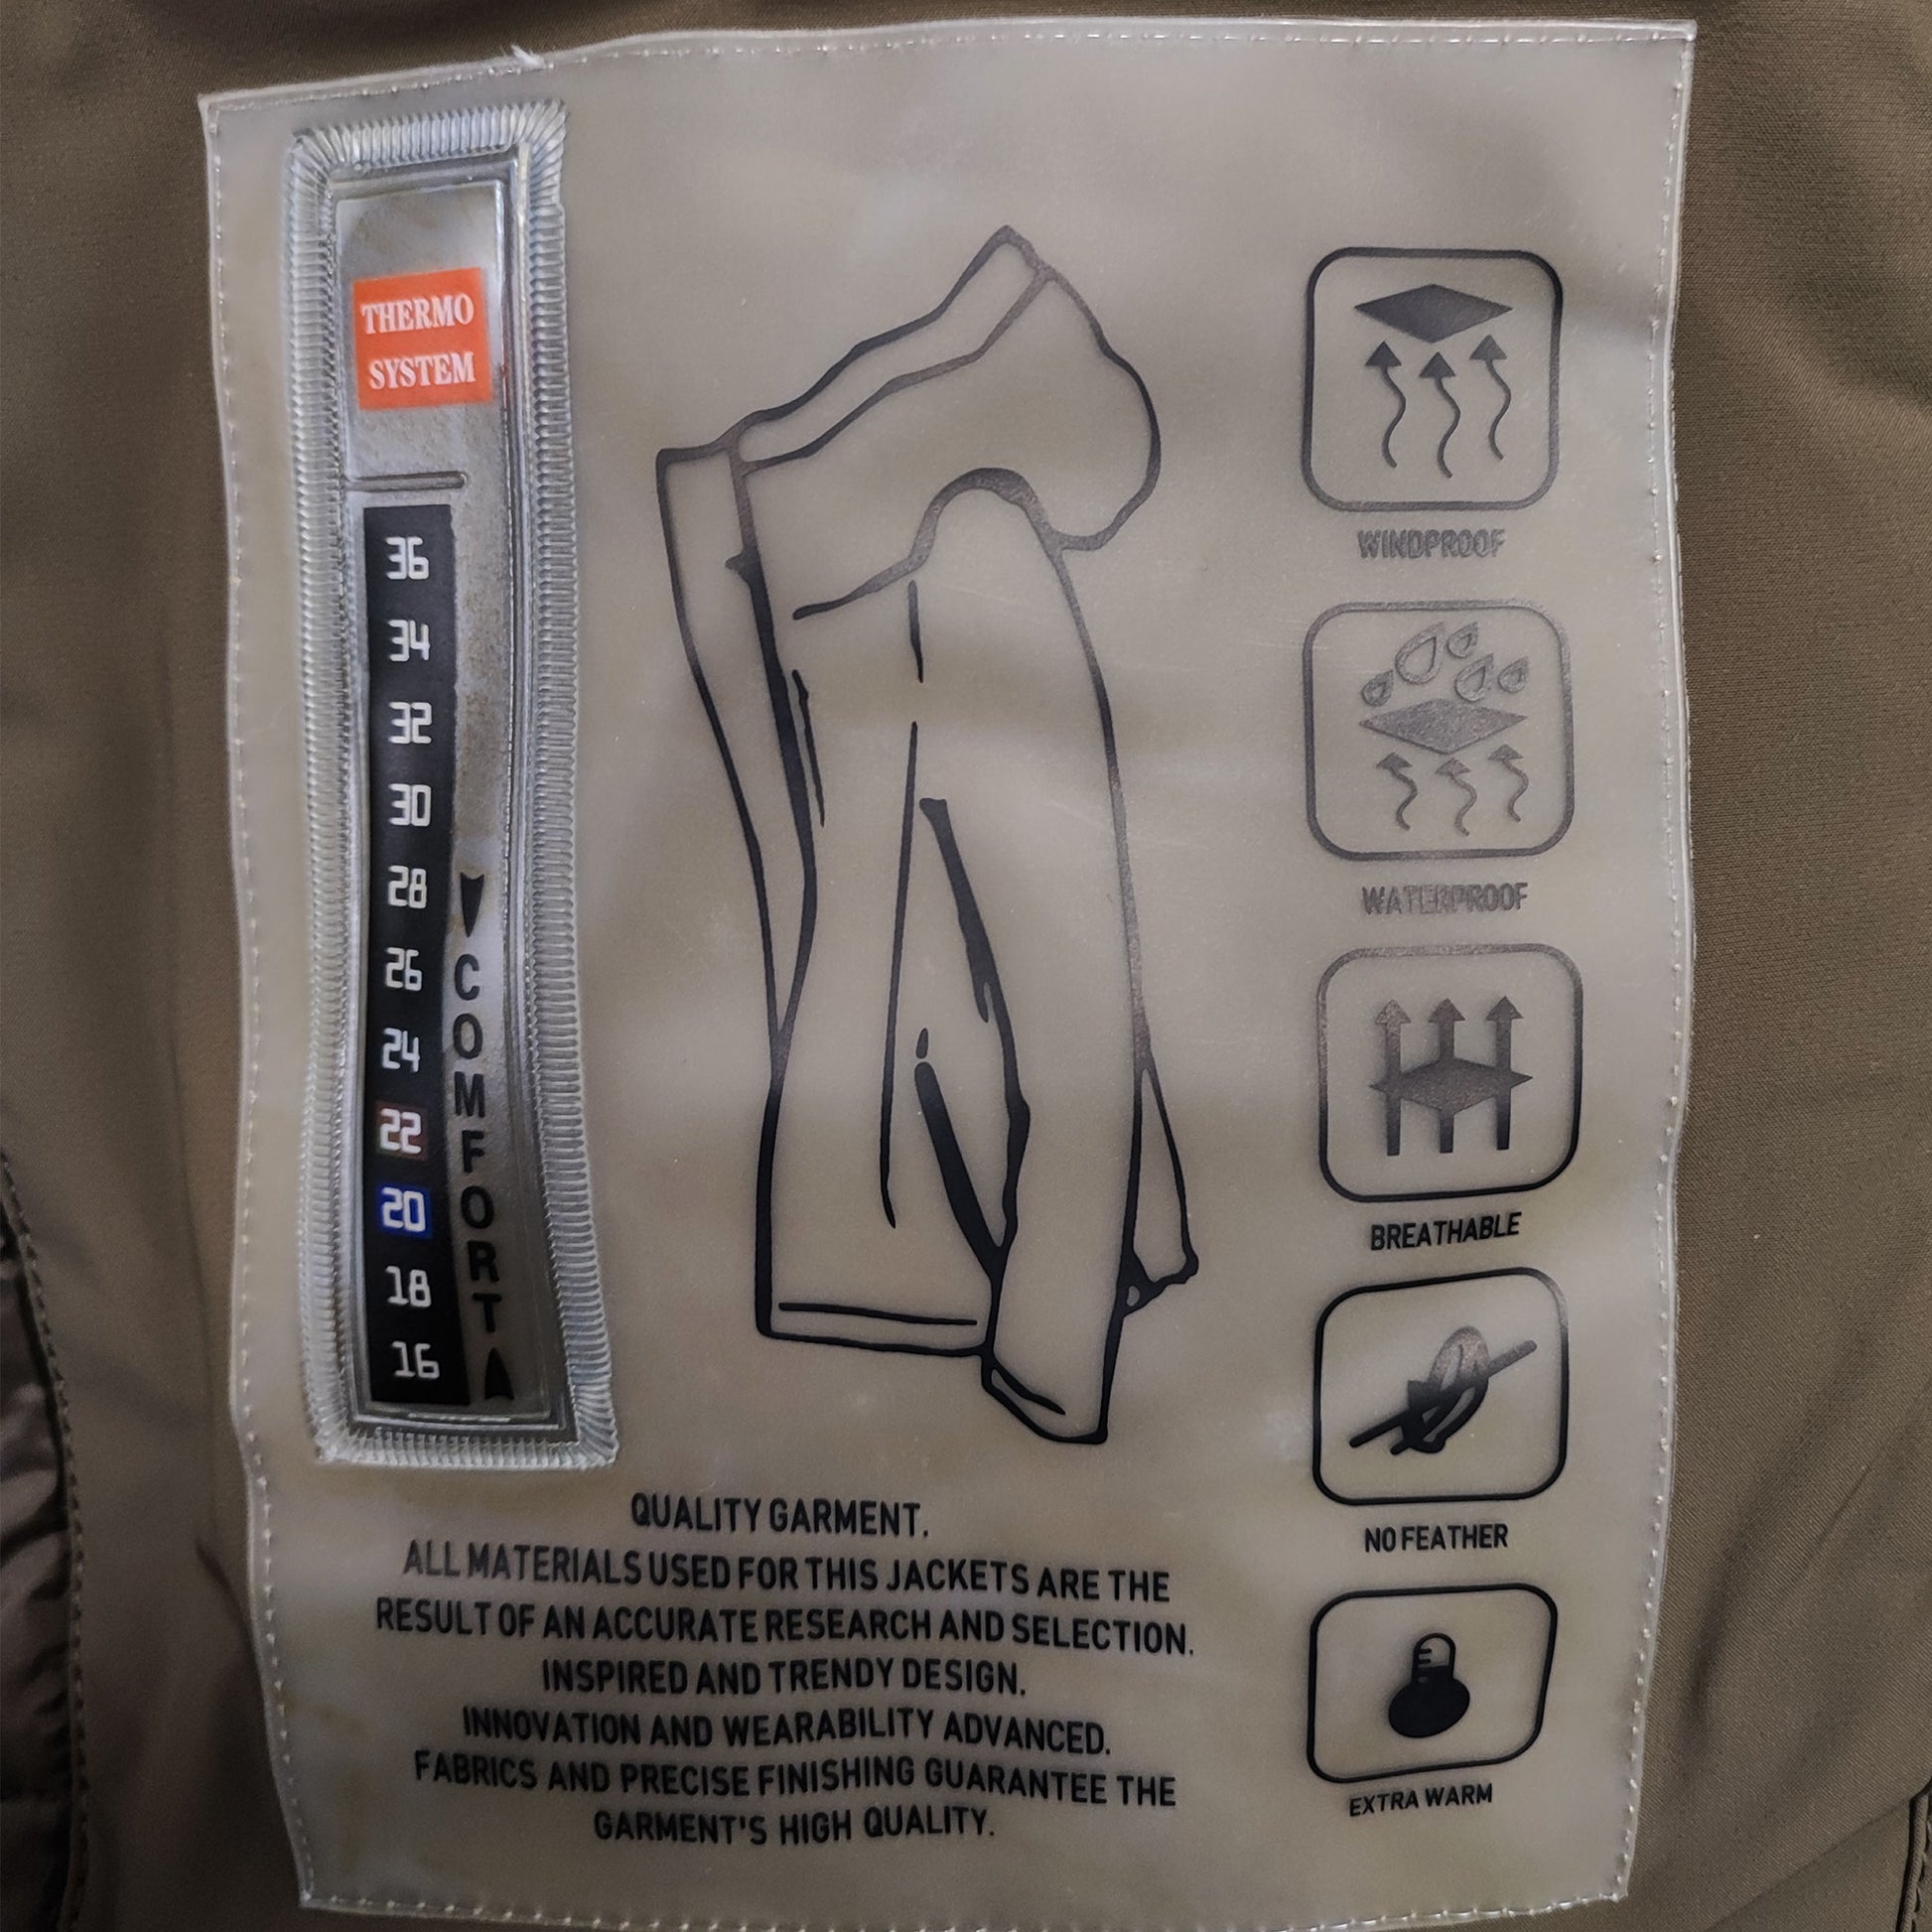 THERMO
SYSTEM
36
34
32
30
28
26
24
22
20
18
16
COMFORT
WINDPROOF
WATERPROOF
BREATHABLE
NO FEATHER
EXTRA WARM
QUALITY GARMENT.
ALL MATERIALS USED FOR THIS JACKETS ARE THE
RESULT OF AN ACCURATE RESEARCH AND SELECTION.
INSPIRED AND TRENDY DESIGN.
INNOVATION AND WEARABILITY ADVANCED.
FABRICS AND PRECISE FINISHING GUARANTEE THE
GARMENT'S HIGH QUALITY.